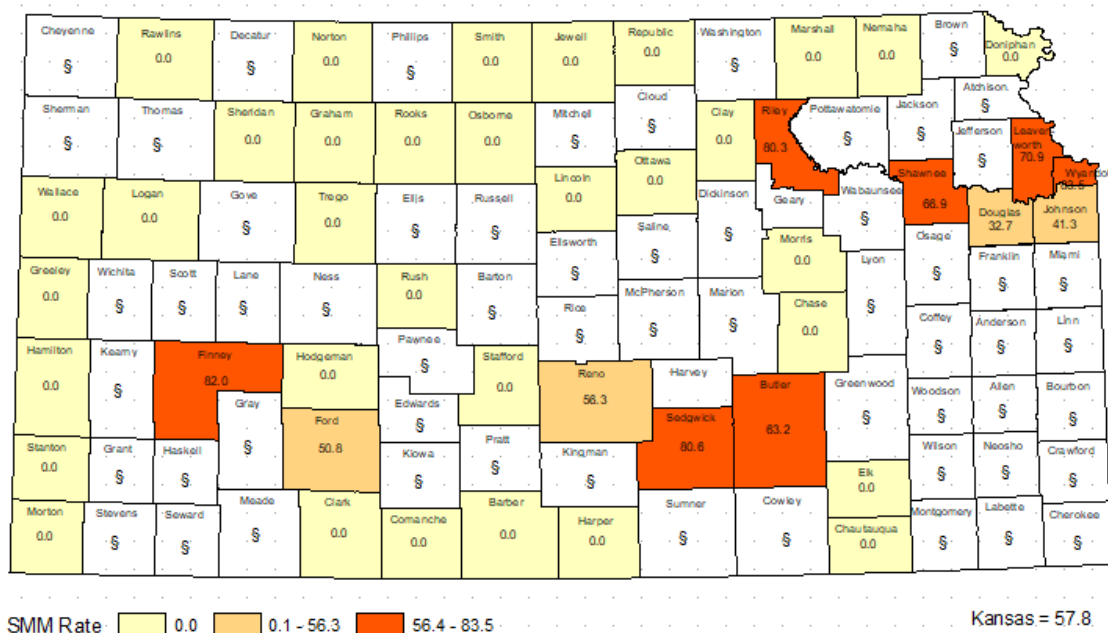 Cheyenne § Rawlins 0.0 Decatur § Norton 0.0 Phillips § Smith 0.0 Jewell 0.0 Republic 0.0 Washington § Marshall 0.0 Nemaha 0.0 Brown § Doniphan 0.0
Sherman § Thomas § Sheridan 0.0 Graham 0.0 Rooks 0.0 Osborne 0.0 Mitchell § Cloud § Clay 0.0 Riley 80.3 Pottawatomie § Jackson § Atchison §
Jefferson § Leavenworth 70.9 Wyandot 83.5
Wallace 0.0 Logan 0.0 Gove § Trego 0.0 Ellis § Russell § Lincoln 0.0 Ottawa 0.0 Dickinson § Geary Wabaunsee § Shawnee 66.9 Douglas 32.7 Johnson 41.3
Ellsworth § Saline § Morris 0.0 Lyon § Osage § Franklin § Miami §
Greeley 0.0 Wichita § Scott § Lane § Ness § Rush 0.0 Barton § Rice § McPherson § Marion § Chase 0.0 Coffey § Anderson § Linn §
Hamilton 0.0 Kearny § Finney 82.0 Hodgeman 0.0 Pawnee § Stafford 0.0 Reno 56.3 Harvey § Butler 63.2 Greenwood § Woodson § Allen § Bourbon §
Gray § Ford 50.8 Edwards § Sedgwick 80.6
Stanton 0.0 Grant § Haskell § Kiowa § Pratt § Kingman § Elk 0.0 Wilson § Neosho § Crawford §
Morton 0.0 Stevens § Seward § Meade § Clark 0.0 Comanche 0.0 Barber 0.0 Harper 0.0 Sumner § Cowley § Chautauqua 0.0 Montgomery § Labette § Cherokee §
SMM Rate 0.0 0.1 - 56.3 56.4 - 83.5
Kansas = 57.8